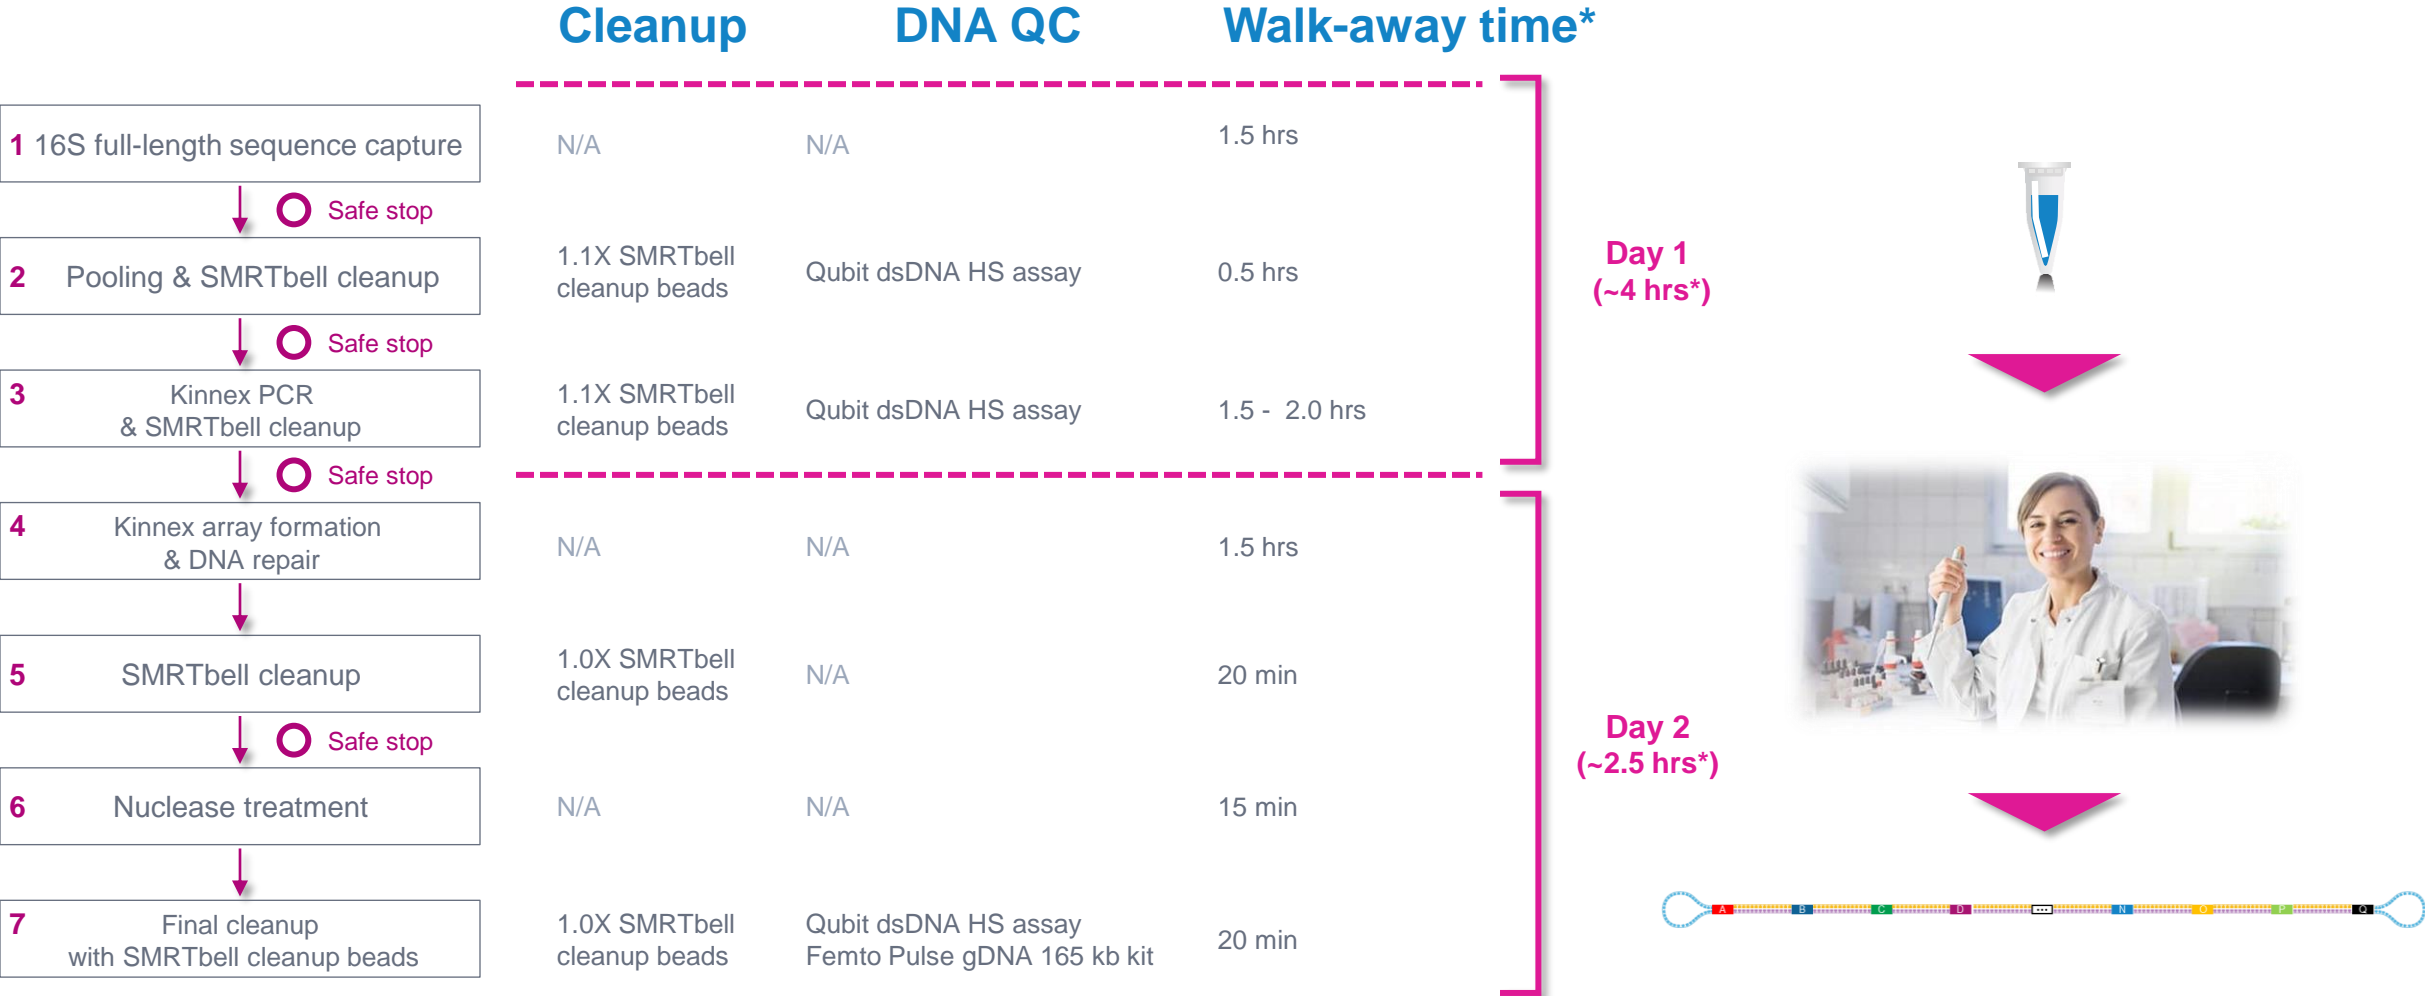 Cleanup DNA QC Walk-away time*
1 16S full-length sequence capture N/A N/A 1.5 hrs
Safe stop
2 Pooling & SMRTbell cleanup
1.1X SMRTbell
cleanup beads
Qubit dsDNA HS assay
0.5 hrs
Safe stop
3 Kinnex PCR
& SMRTbell cleanup
1.1X SMRTbell
cleanup beads
Qubit dsDNA HS assay
1.5 - 2.0 hrs
Day 1
(~4 hrs*)
Safe stop
4 Kinnex array formation
& DNA repair
N/A N/A 1.5 hrs
5 SMRTbell cleanup
1.0X SMRTbell
cleanup beads
N/A
20 min
Safe stop
6 Nuclease treatment N/A N/A 15 min
7 Final cleanup
with SMRTbell cleanup beads
1.0X SMRTbell
cleanup beads
Qubit dsDNA HS assay
Femto Pulse gDNA 165 kb kit
20 min
Day 2
(~2.5 hrs*)
A B C D ... N O P Q